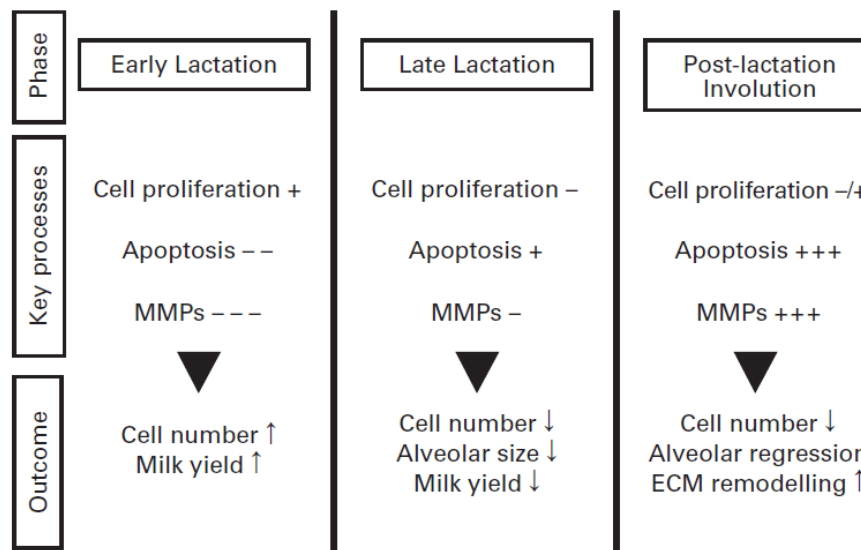 Phase
Early Lactation
Late Lactation
Post-lactation
Involution
Key processes
Cell proliferation +
Cell proliferation –
Cell proliferation –/+
Apoptosis – –
Apoptosis +
Apoptosis +++
MMPs – – –
MMPs –
MMPs +++
Outcome
Cell number ↑
Milk yield ↑
Cell number ↓
Alveolar size ↓
Milk yield ↓
Cell number ↓
Alveolar regression
ECM remodelling ↑